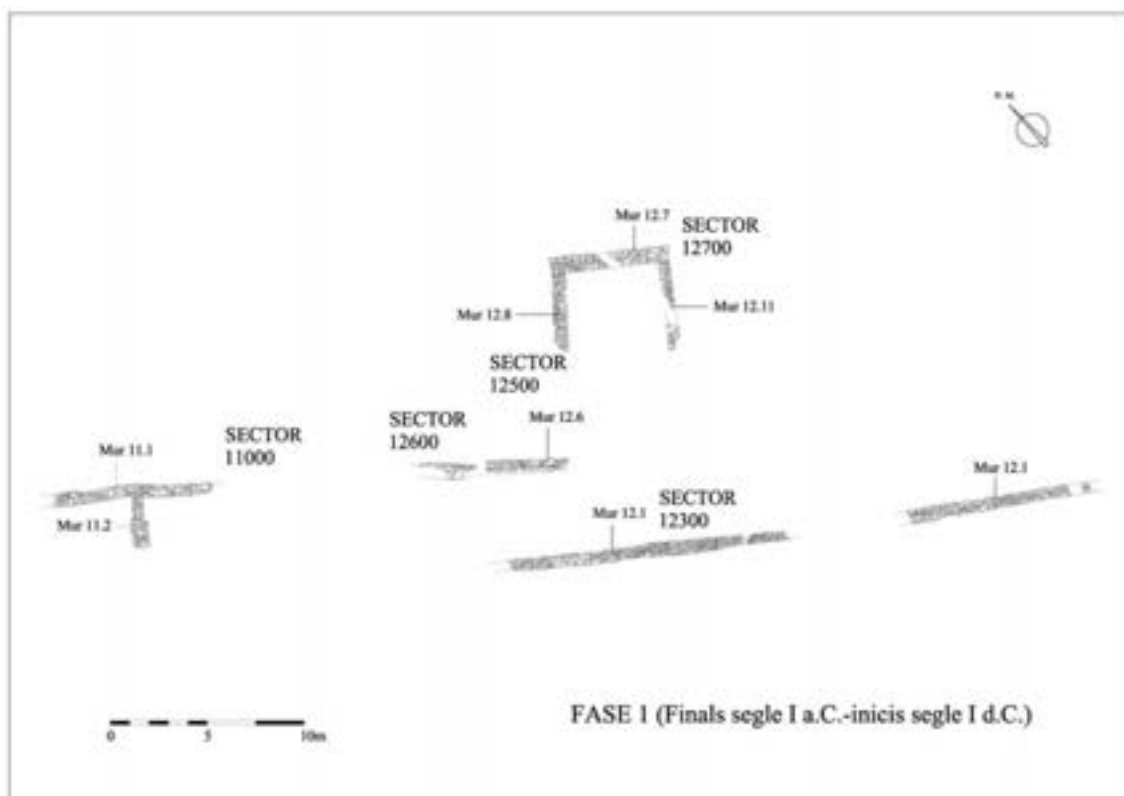 N. M.
Mur 12.7
SECTOR
12700
Mur 12.8
Mur 12.11
SECTOR
12500
Mur 12.6
SECTOR
12600
Mur 11.1
SECTOR
11000
Mur 11.2
Mur 12.1
SECTOR
12300
Mur 12.1
0 5 10m
FASE 1 (Finals segle I a.C.-inicis segle I d.C.)